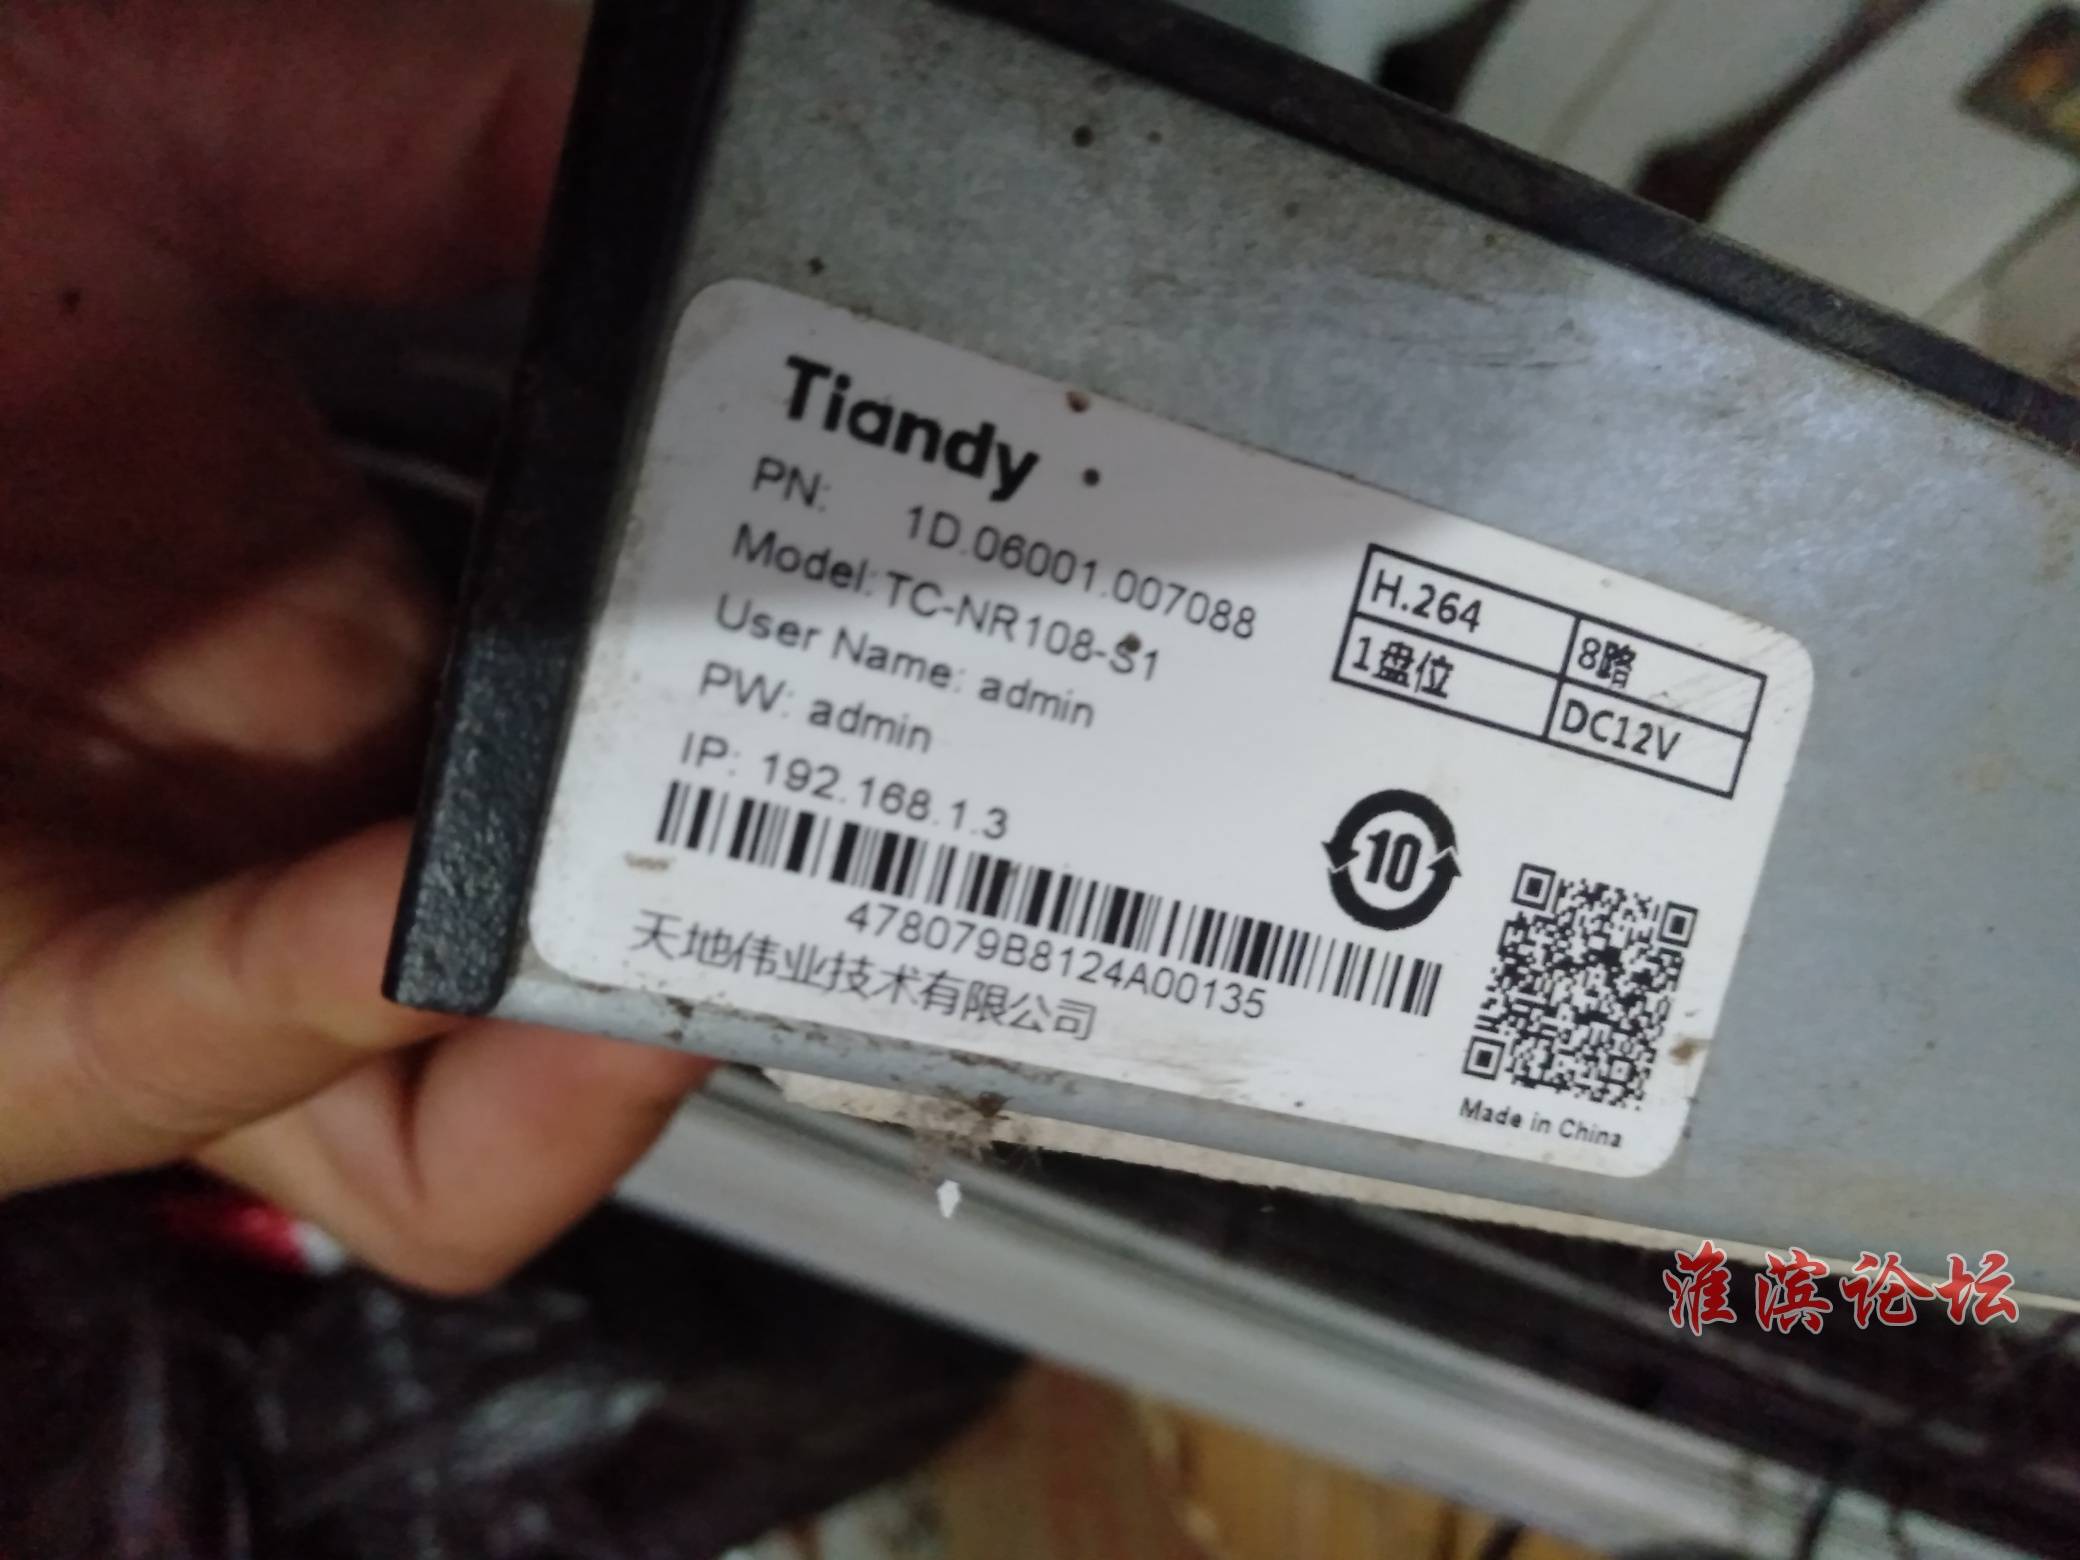 Tiandy
PN: 1D.06001.007088
Model: TC-NR108-S1
User Name: admin
PW: admin
IP: 192.168.1.3
478079B8124A00135
天地伟业技术有限公司
H.264 8路
1盘位 DC12V
10
Made in China
淮滨论坛